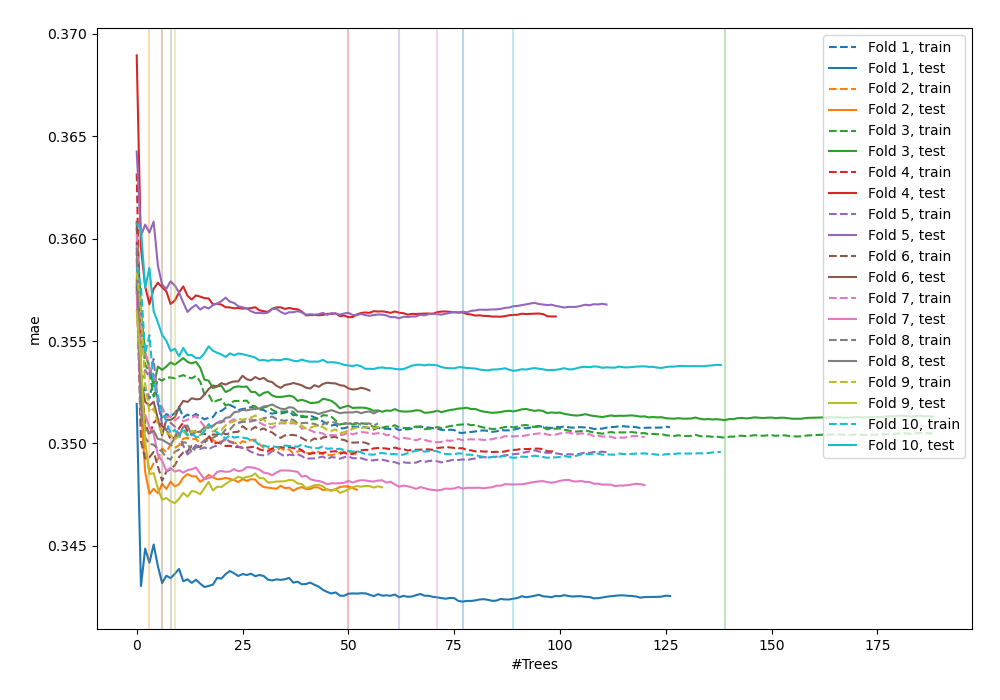 0.370
0.365
0.360
0.355
0.350
0.345
mae
0
25
50
75
100
125
150
175
#Trees
Fold 1, train
Fold 1, test
Fold 2, train
Fold 2, test
Fold 3, train
Fold 3, test
Fold 4, train
Fold 4, test
Fold 5, train
Fold 5, test
Fold 6, train
Fold 6, test
Fold 7, train
Fold 7, test
Fold 8, train
Fold 8, test
Fold 9, train
Fold 9, test
Fold 10, train
Fold 10, test